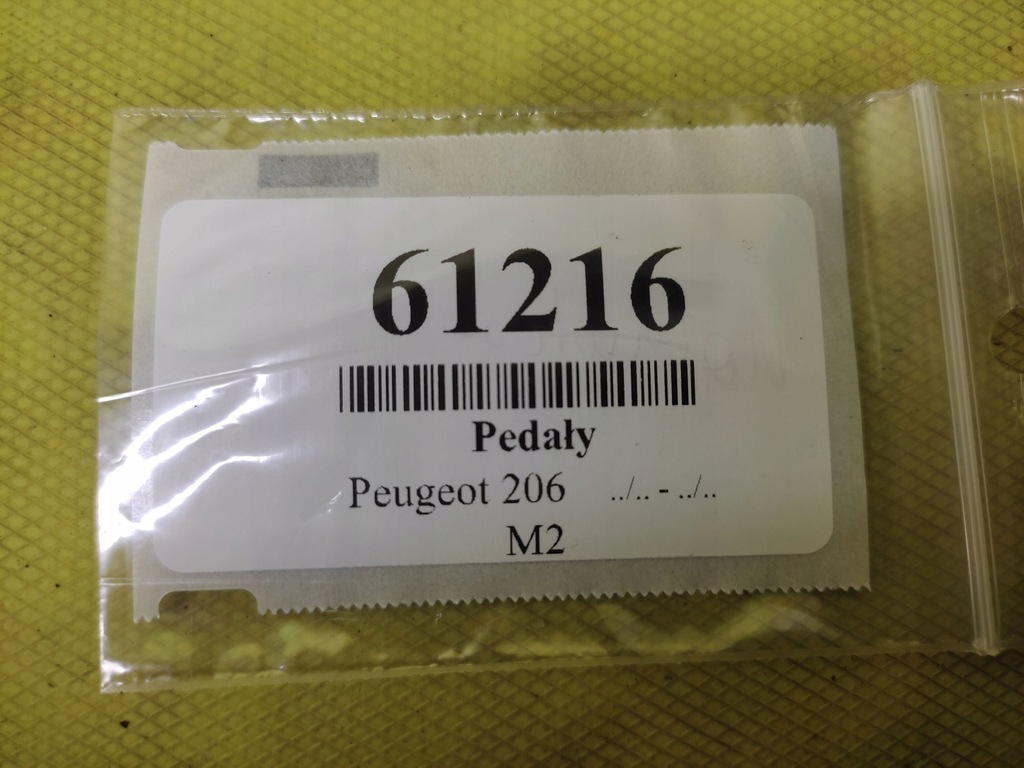 61216
Pedały
Peugeot 206 ../.. - ../..
M2